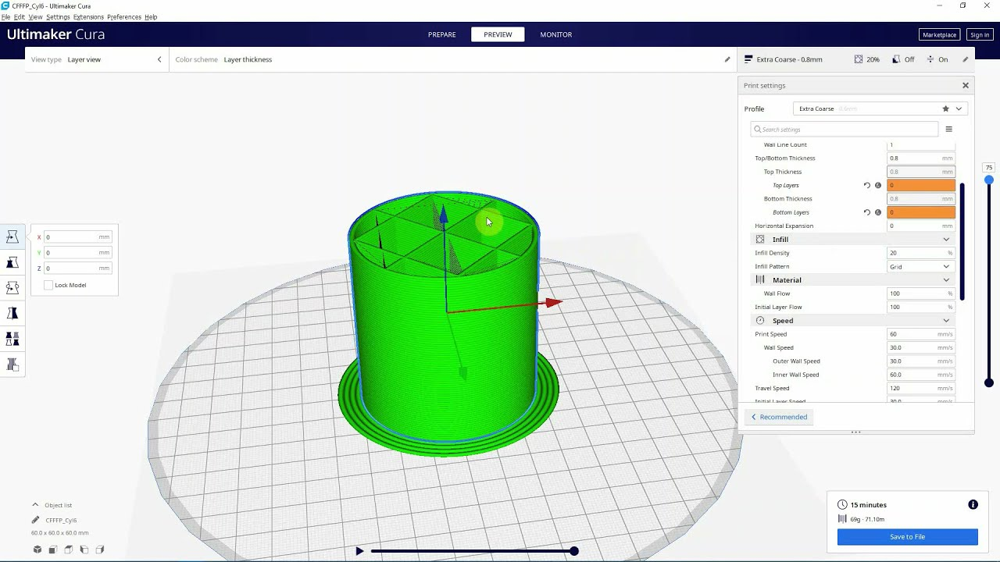 CFFFP_Cyl6 - Ultimaker Cura
File Edit View Settings Extensions Preferences Help
Ultimaker Cura
PREPARE
PREVIEW
MONITOR
Marketplace
Sign in
View type Layer view
Color scheme Layer thickness
Extra Coarse - 0.8mm
20%
Off
On
Print settings
Profile
Extra Coarse - 0.8mm
Search settings
Wall Line Count 1
Top/Bottom Thickness 0.8 mm
Top Thickness 0.8 mm
Top Layers 0
Bottom Thickness 0.8 mm
Bottom Layers 0
Horizontal Expansion 0 mm
Infill
Infill Density 20 %
Infill Pattern Grid
Material
Wall Flow 100 %
Initial Layer Flow 100 %
Speed
Print Speed 60 mm/s
Wall Speed 30.0 mm/s
Outer Wall Speed 30.0 mm/s
Inner Wall Speed 60.0 mm/s
Travel Speed 120 mm/s
Initial Layer Speed 30.0 mm/s
Recommended
75
X 0 mm
Y 0 mm
Z 0 mm
Lock Model
Object list
CFFFP_Cyl6
60.0 x 60.0 x 60.0 mm
15 minutes
69g · 71.10m
Save to File